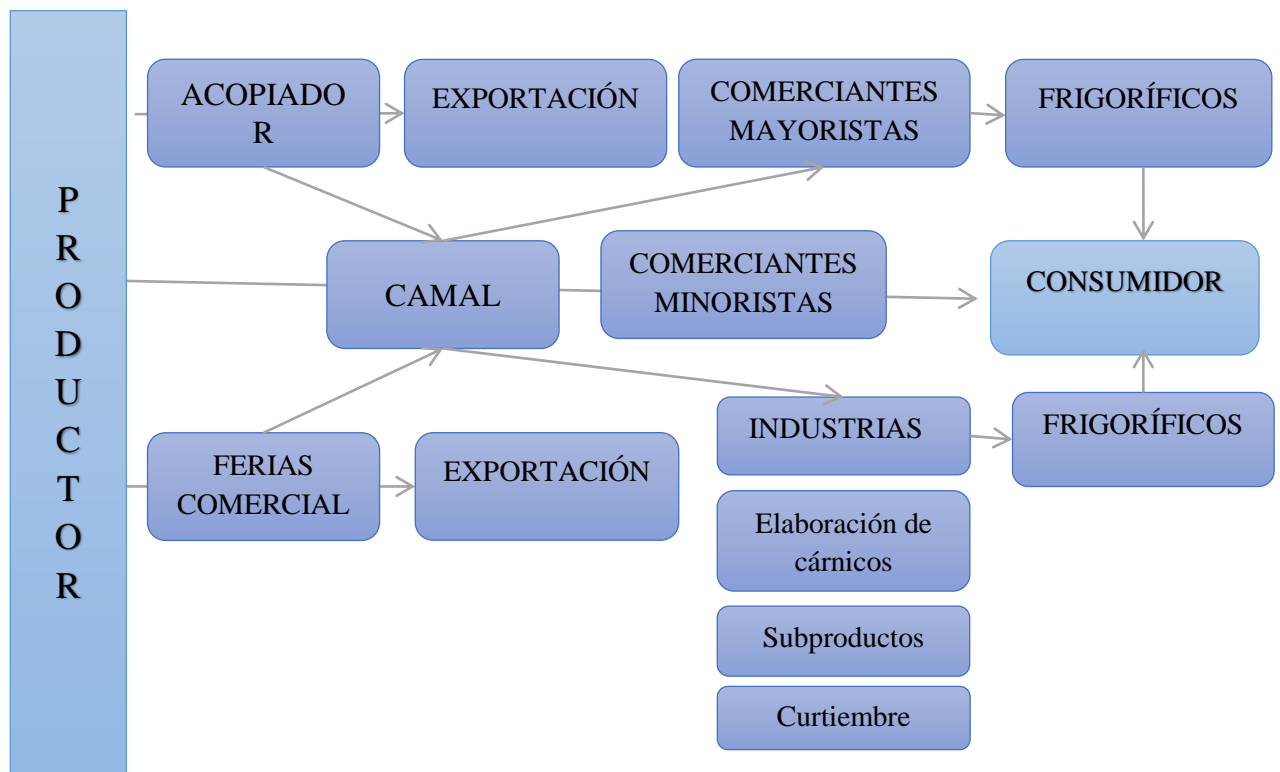 P
R
O
D
U
C
T
O
R
ACOPIADO
R
EXPORTACIÓN
COMERCIANTES
MAYORISTAS
FRIGORÍFICOS
CAMAL
COMERCIANTES
MINORISTAS
CONSUMIDOR
FERIAS
COMERCIAL
EXPORTACIÓN
INDUSTRIAS
FRIGORÍFICOS
Elaboración de
cárnicos
Subproductos
Curtiembre